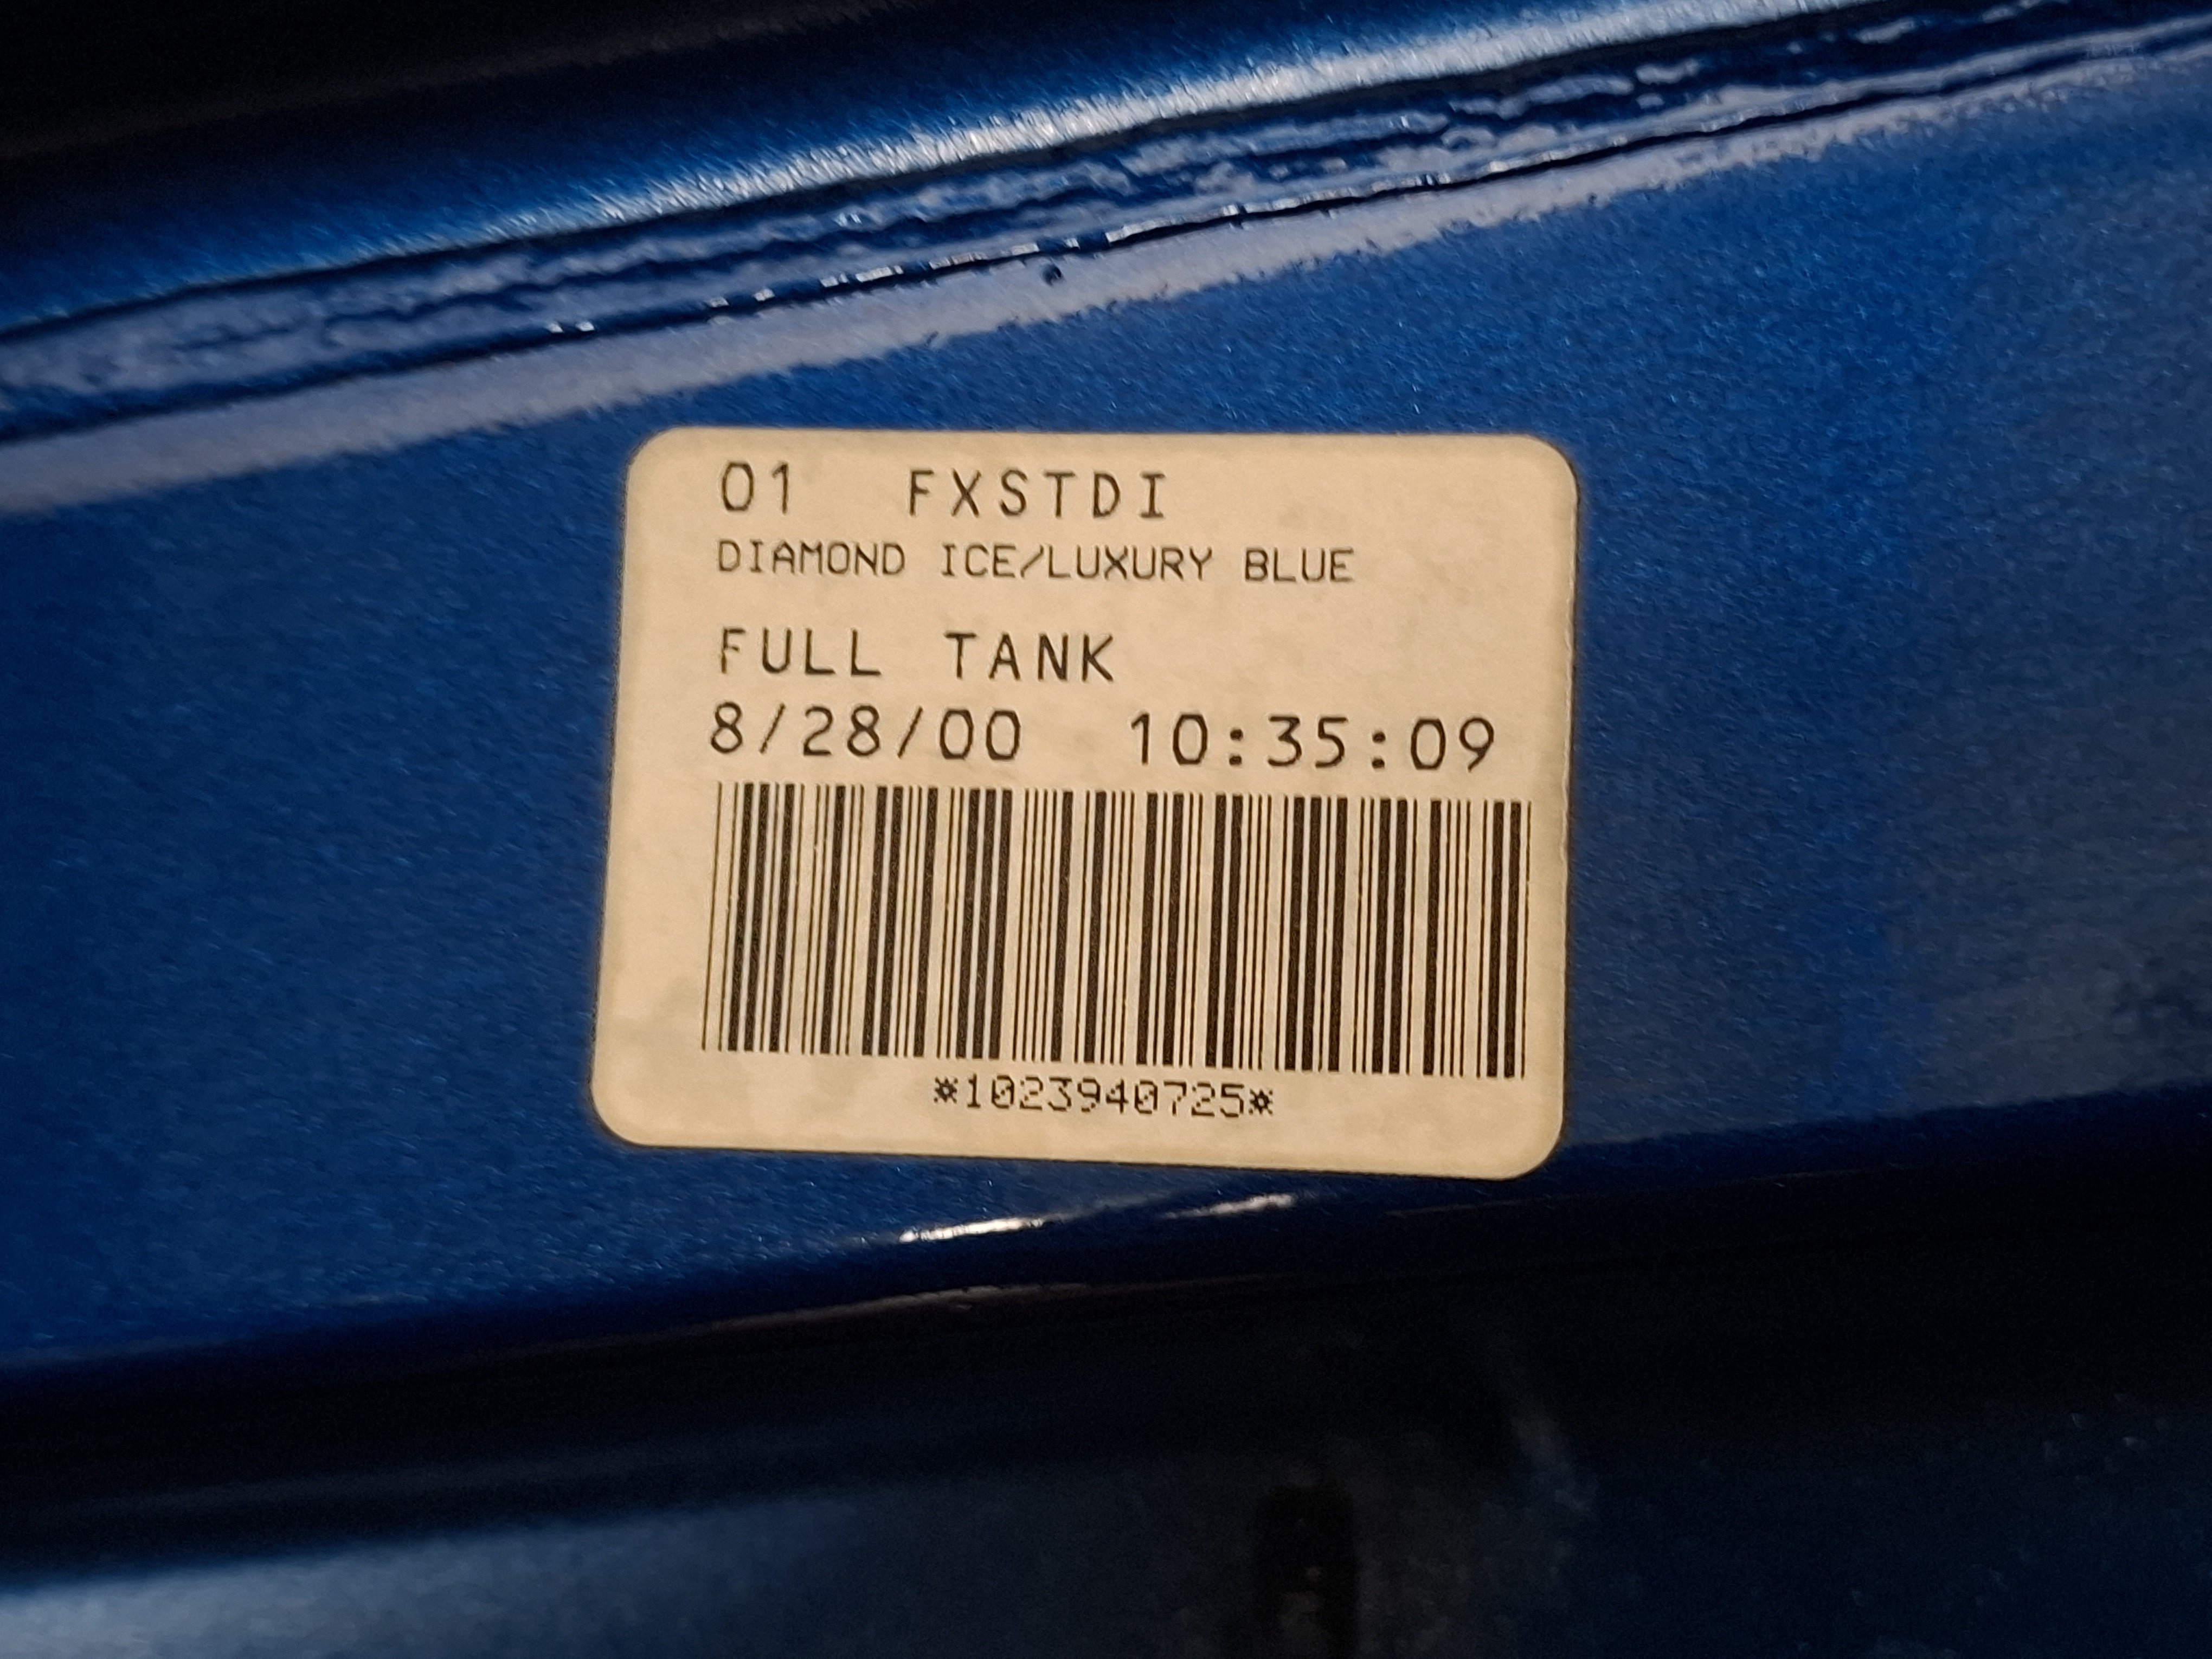 01 FXSTDI
DIAMOND ICE/LUXURY BLUE
FULL TANK
8/28/00 10:35:09
*1023940725*